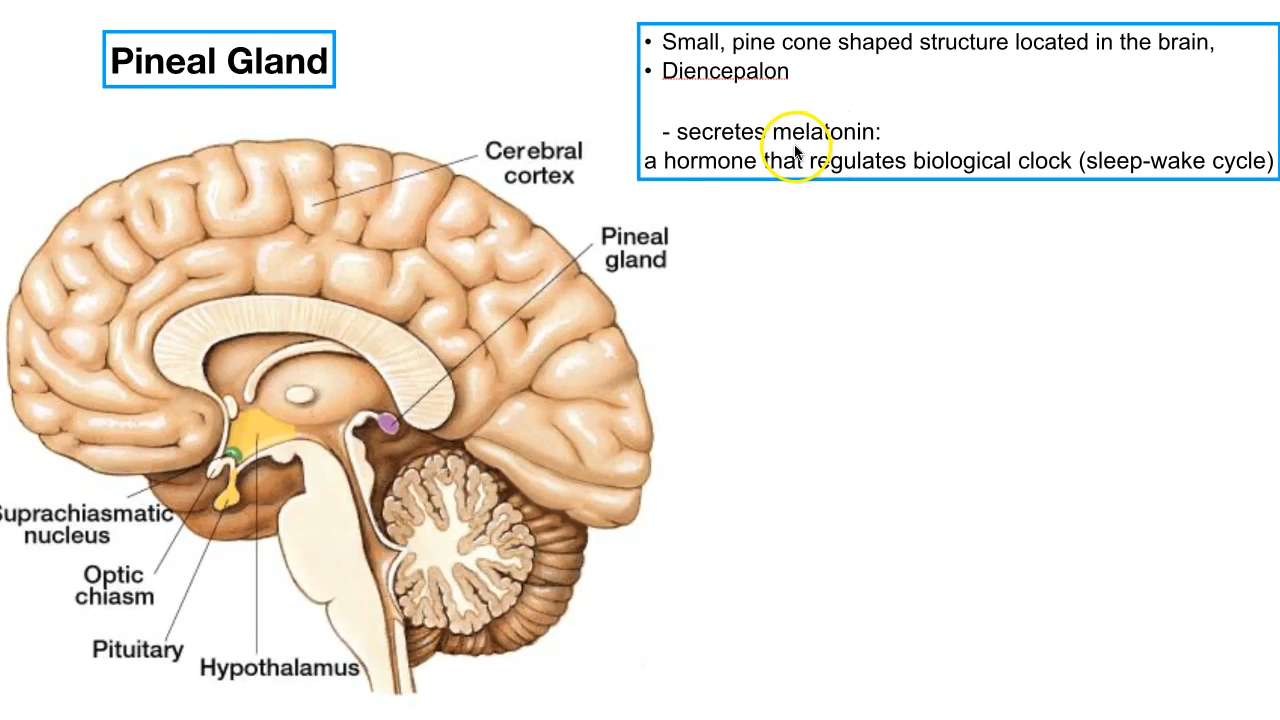 Pineal Gland
• Small, pine cone shaped structure located in the brain,
• Diencepalon
- secretes melatonin:
a hormone that regulates biological clock (sleep-wake cycle)
Cerebral
cortex
Pineal
gland
Suprachiasmatic
nucleus
Optic
chiasm
Pituitary
Hypothalamus